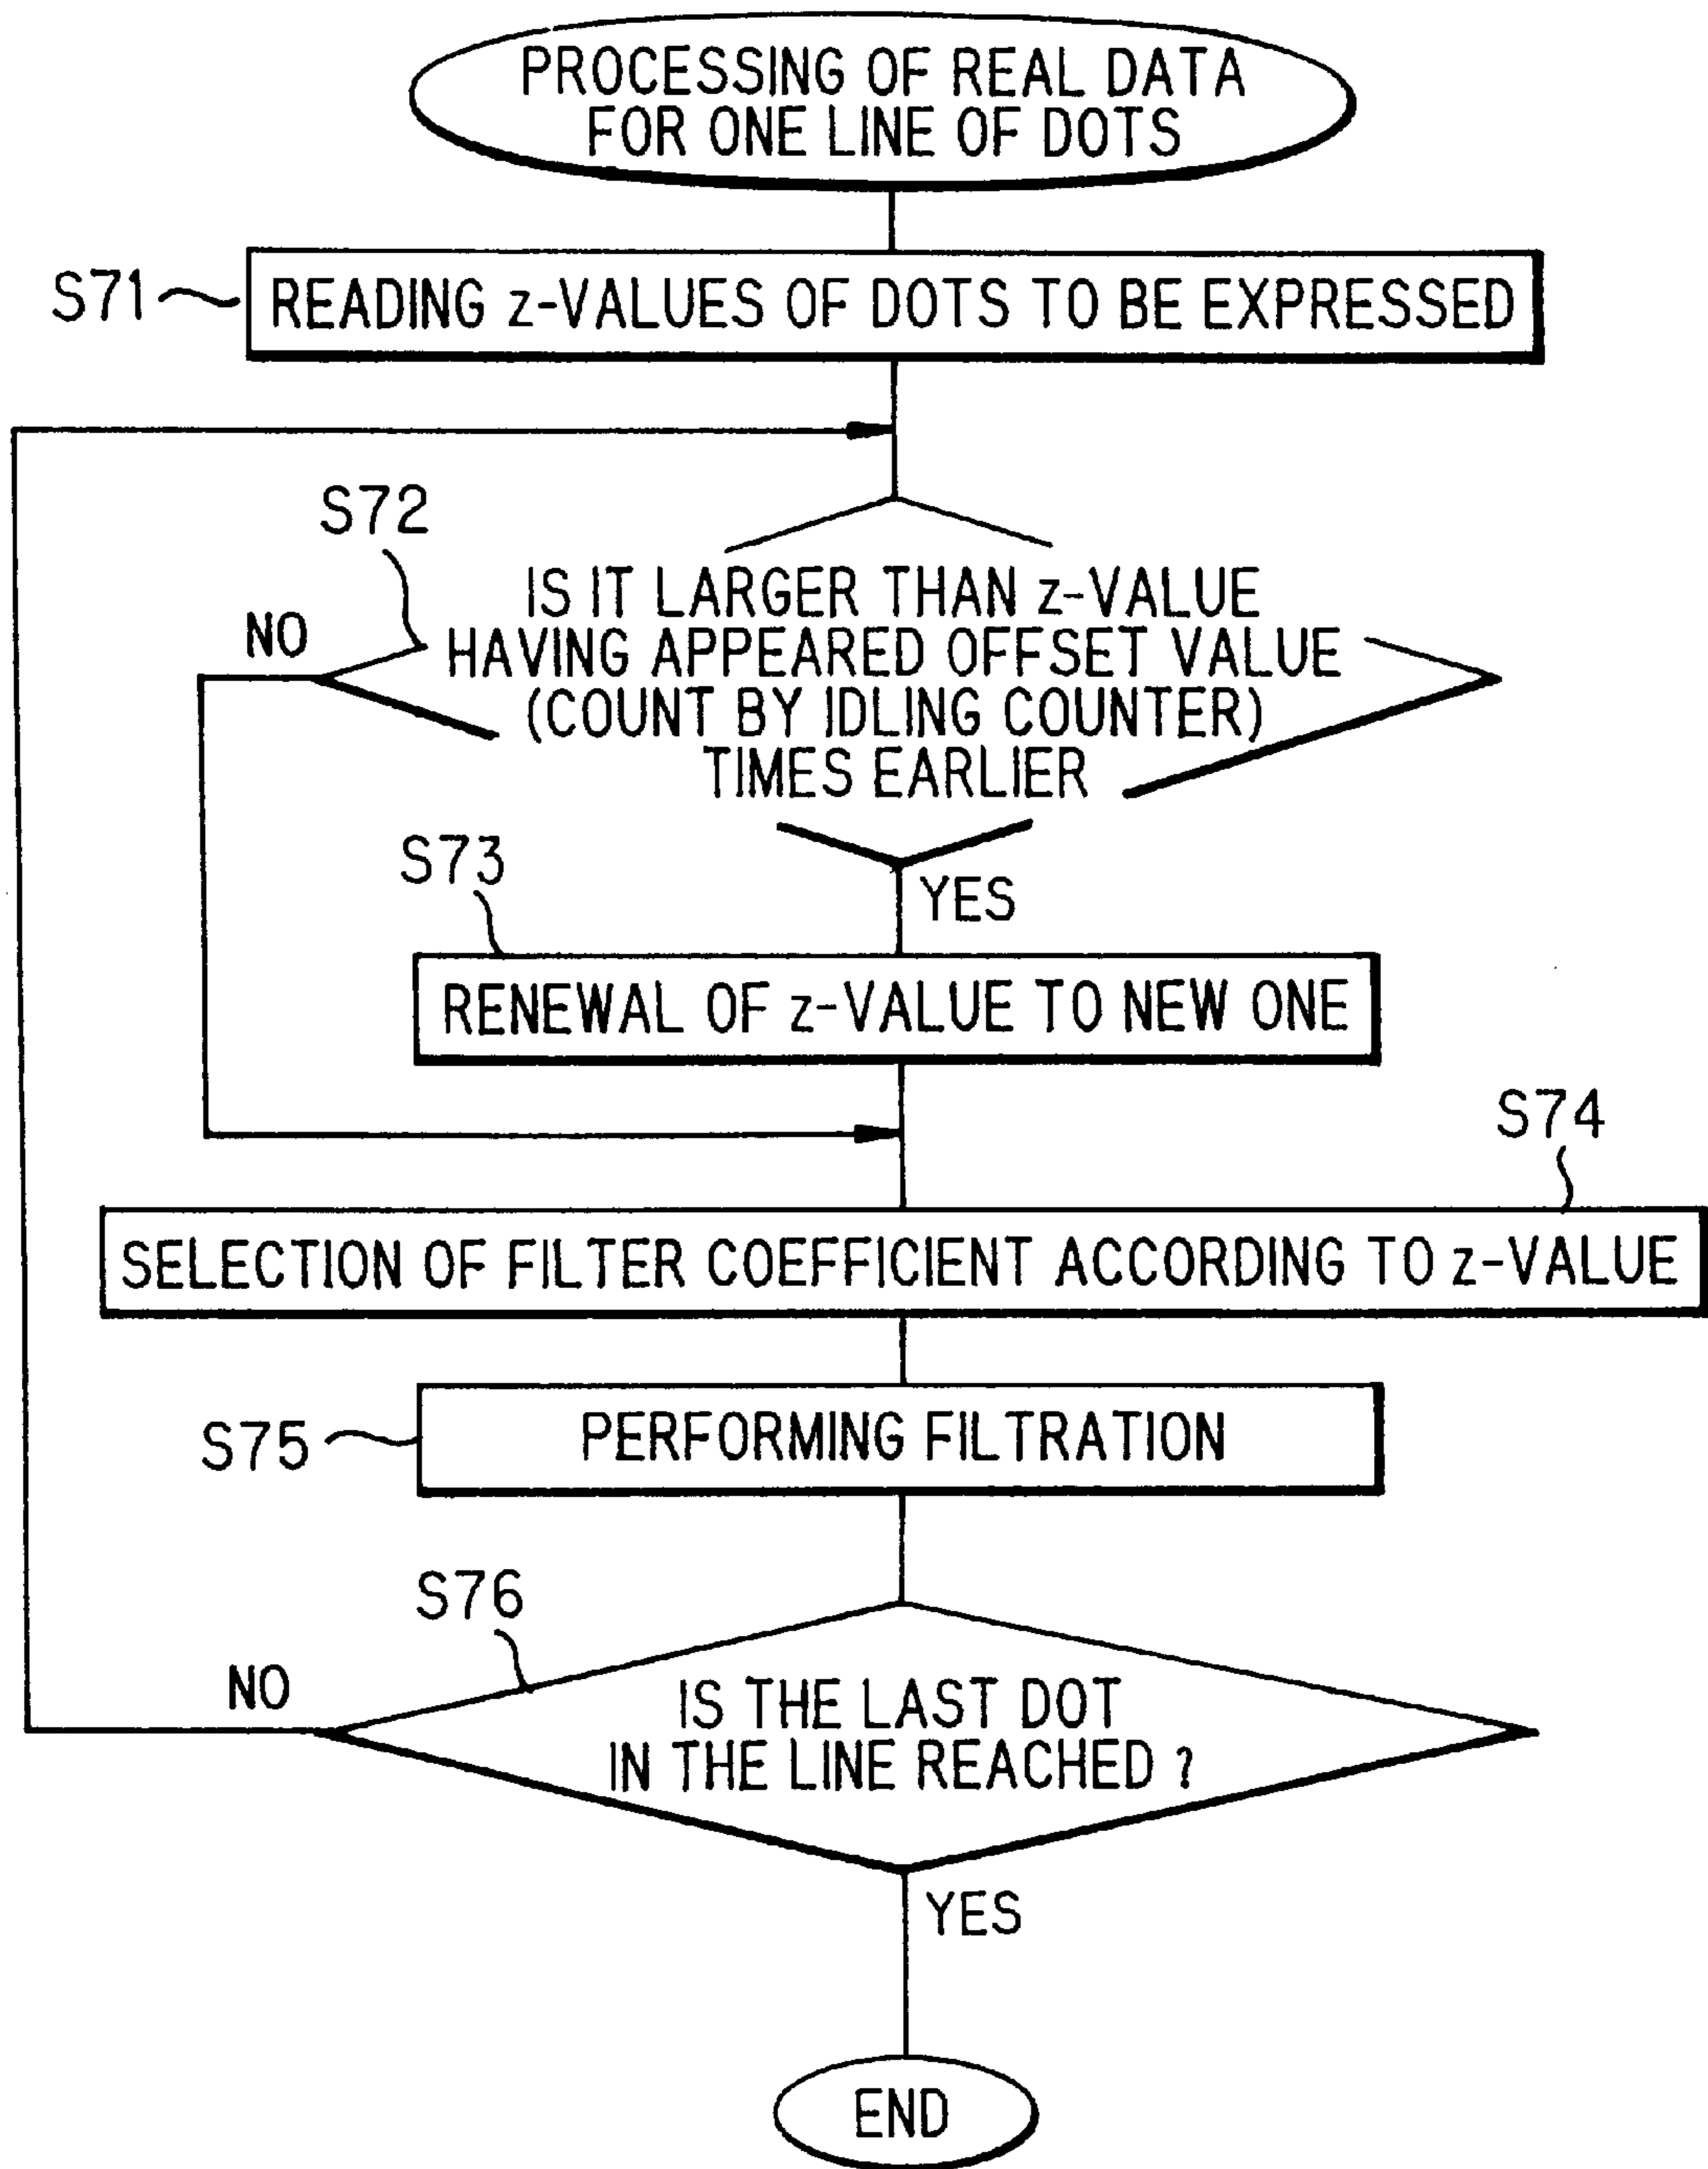 PROCESSING OF REAL DATA
FOR ONE LINE OF DOTS
S71
READING z-VALUES OF DOTS TO BE EXPRESSED
S72
NO
IS IT LARGER THAN z-VALUE
HAVING APPEARED OFFSET VALUE
(COUNT BY IDLING COUNTER)
TIMES EARLIER
S73
YES
RENEWAL OF z-VALUE TO NEW ONE
S74
SELECTION OF FILTER COEFFICIENT ACCORDING TO z-VALUE
S75
PERFORMING FILTRATION
S76
NO
IS THE LAST DOT
IN THE LINE REACHED ?
YES
END